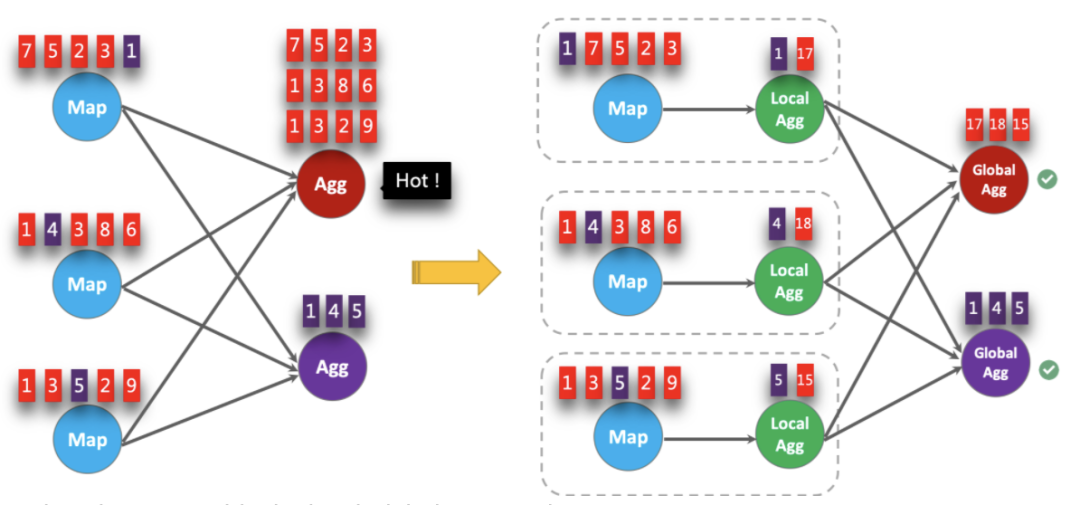 7 5 2 3 1
Map
7 5 2 3
1 3 8 6
1 3 2 9
Agg
Hot !
1 4 3 8 6
Map
1 4 5
Agg
1 3 5 2 9
Map
1 7 5 2 3
Map
1 17
Local
Agg
1 4 3 8 6
Map
4 18
Local
Agg
1 3 5 2 9
Map
5 15
Local
Agg
17 18 15
Global
Agg
1 4 5
Global
Agg